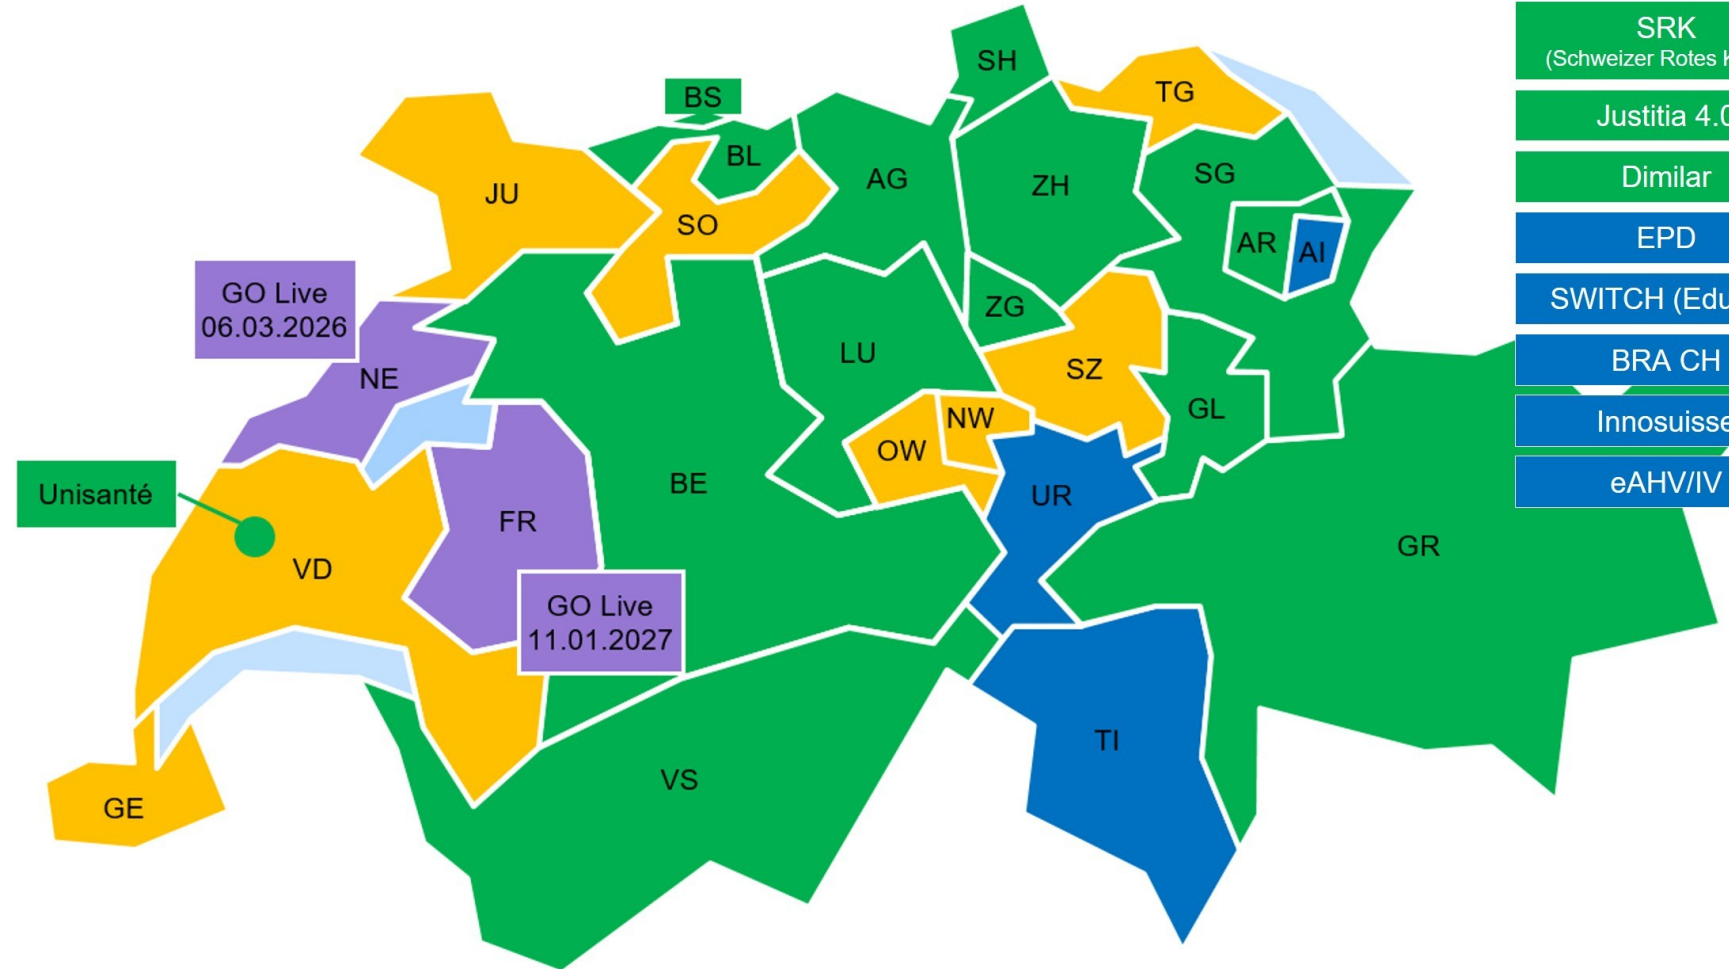 SRK
(Schweizer Rotes K
Justitia 4.0
Dimilar
EPD
SWITCH (Edu
BRA CH
Innosuisse
eAHV/IV
SH
BS
TG
BL
JU
AG
ZH
SG
SO
AR
AI
GO Live
06.03.2026
ZG
NE
LU
SZ
GL
NW
OW
Unisanté
BE
UR
FR
GR
VD
GO Live
11.01.2027
TI
VS
GE